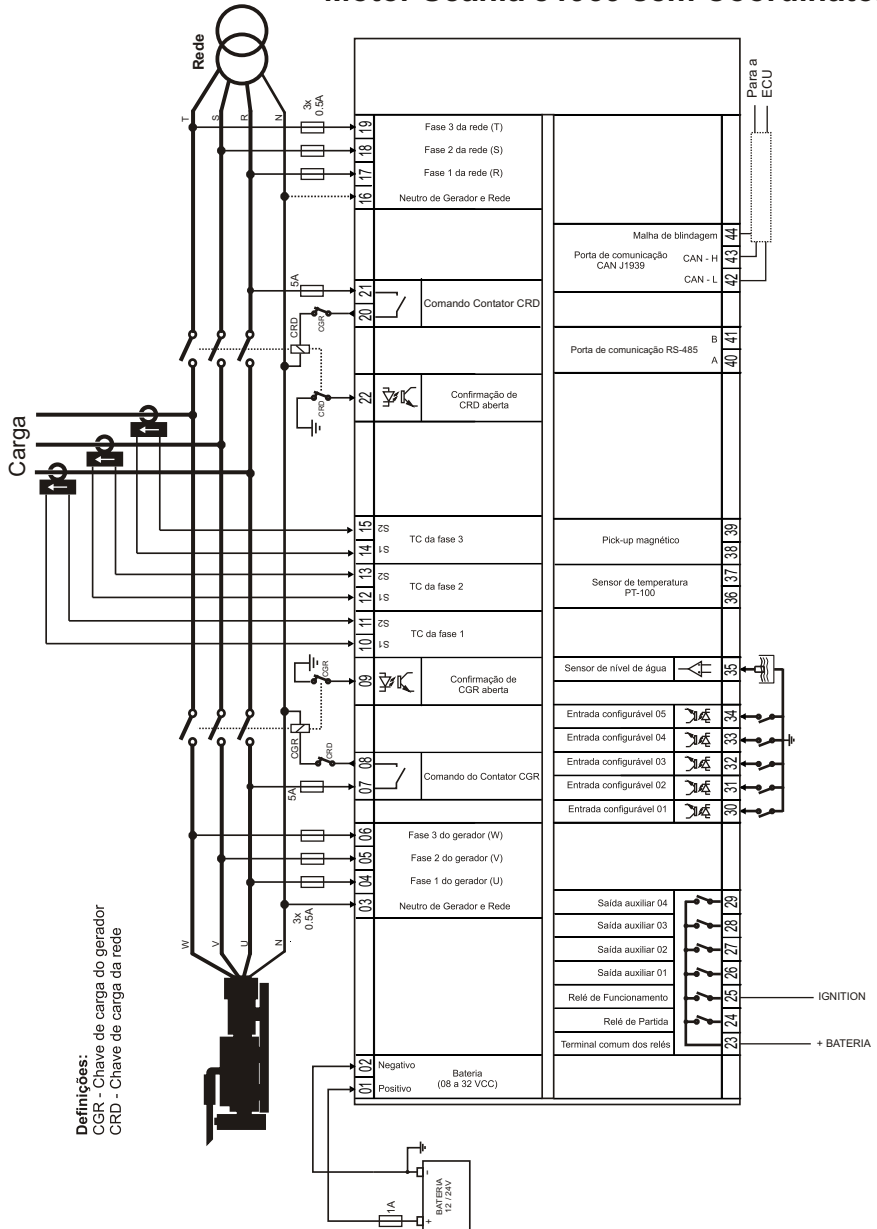 Motor Scania J1939 sem Coordinator
Rede
T
S
R
N
3x
0.5A
19
Fase 3 da rede (T)
18
Fase 2 da rede (S)
17
Fase 1 da rede (R)
16
Neutro de Gerador e Rede
5A
21
20
Comando Contator CRD
CRD
CGR
22
Confirmação de
CRD aberta
CRD
Carga
15
S2
14
S1
TC da fase 3
13
S2
12
S1
TC da fase 2
11
S2
10
S1
TC da fase 1
09
Confirmação de
CGR aberta
CGR
CGR
CRD
08
07
Comando do Contator CGR
5A
06
Fase 3 do gerador (W)
05
Fase 2 do gerador (V)
04
Fase 1 do gerador (U)
03
Neutro de Gerador e Rede
3x
0.5A
W
V
U
N
02
Negativo
01
Positivo
Bateria
(08 a 32 VCC)
1A
BATERIA
12 / 24V
-
+
Definições:
CGR - Chave de carga do gerador
CRD - Chave de carga da rede
Para a
ECU
Malha de blindagem
44
Porta de comunicação
CAN J1939
CAN - H
43
CAN - L
42
Porta de comunicação RS-485
B
41
A
40
Pick-up magnético
39
38
Sensor de temperatura
PT-100
37
36
Sensor de nível de água
35
Entrada configurável 05
34
Entrada configurável 04
33
Entrada configurável 03
32
Entrada configurável 02
31
Entrada configurável 01
30
Saída auxiliar 04
29
Saída auxiliar 03
28
Saída auxiliar 02
27
Saída auxiliar 01
26
Relé de Funcionamento
25
IGNITION
Relé de Partida
24
Terminal comum dos relés
23
+ BATERIA